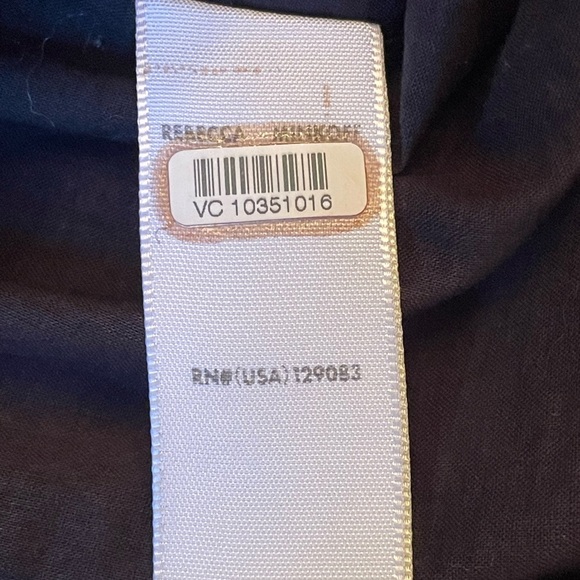 REBECCA MINKOFF
VC 10351016
RN#(USA)129083